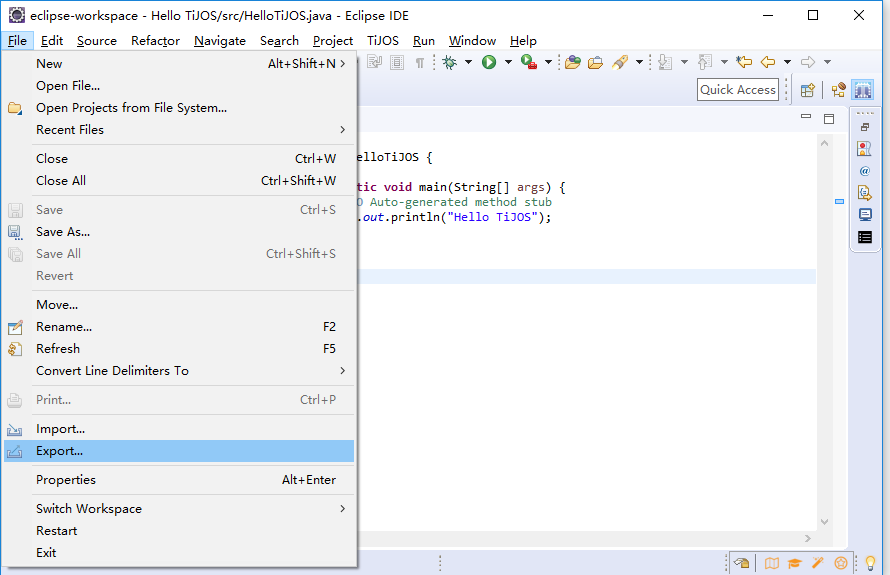 eclipse-workspace - Hello TiJOS/src/HelloTiJOS.java - Eclipse IDE
File Edit Source Refactor Navigate Search Project TiJOS Run Window Help
Quick Access
New Alt+Shift+N >
Open File...
Open Projects from File System...
Recent Files >
Close Ctrl+W
Close All Ctrl+Shift+W
Save Ctrl+S
Save As...
Save All Ctrl+Shift+S
Revert
Move...
Rename... F2
Refresh F5
Convert Line Delimiters To >
Print... Ctrl+P
Import...
Export...
Properties Alt+Enter
Switch Workspace >
Restart
Exit
elloTiJOS {
tic void main(String[] args) {
O Auto-generated method stub
.out.println("Hello TiJOS");